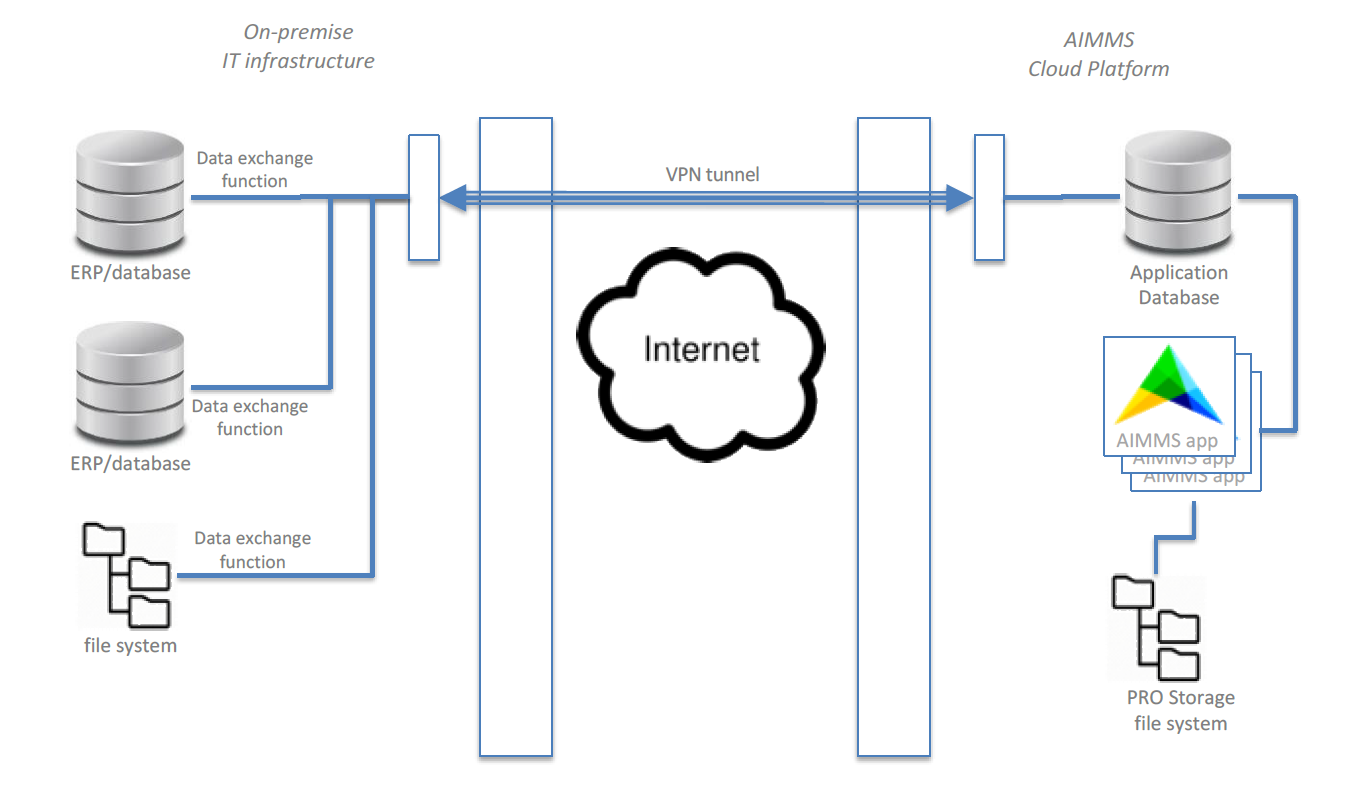 On-premise
IT infrastructure
AIMMS
Cloud Platform
Data exchange
function
VPN tunnel
ERP/database
Application
Database
Internet
Data exchange
function
ERP/database
AIMMS app
AIMMS app
AIMMS app
Data exchange
function
file system
PRO Storage
file system